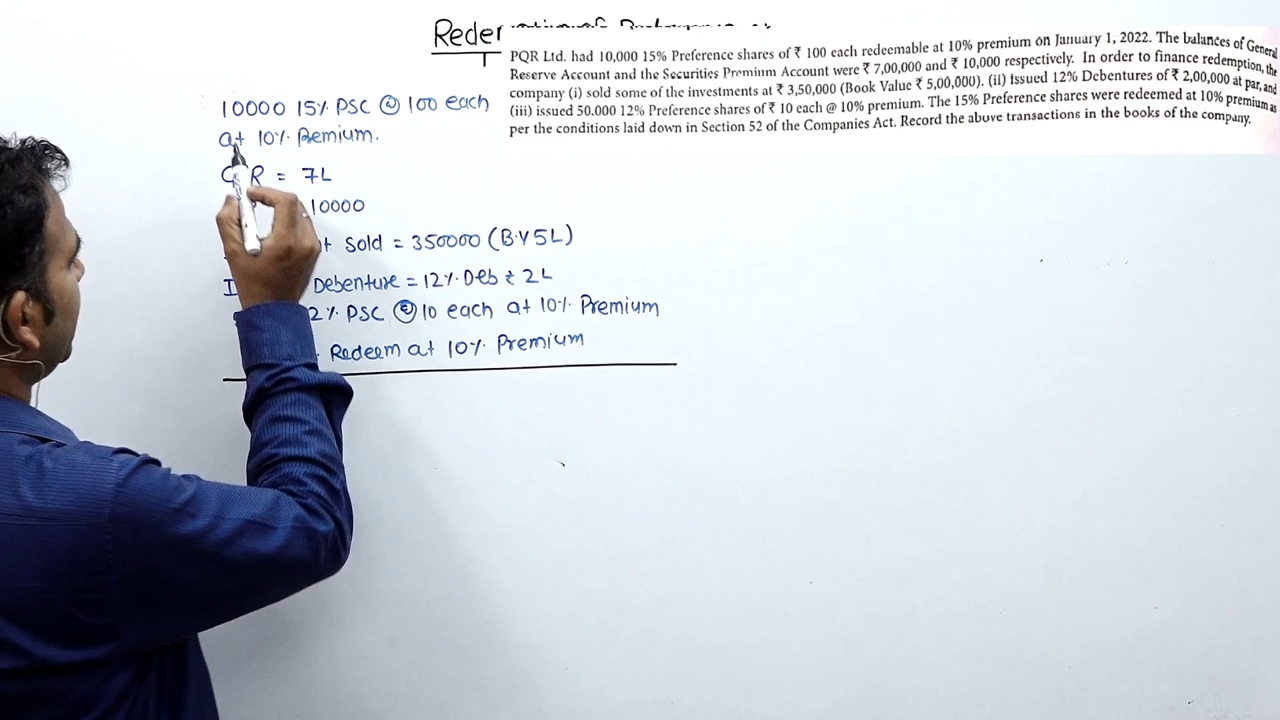 Reder
PQR Ltd. had 10,000 15% Preference shares of ₹ 100 each redeemable at 10% premium on January 1, 2022. The balances of General
Reserve Account and the Securities Premium Account were ₹ 7,00,000 and ₹ 10,000 respectively. In order to finance redemption, the
company (i) sold some of the investments at ₹ 3,50,000 (Book Value ₹ 5,00,000). (ii) issued 12% Debentures of ₹ 2,00,000 at par, and
(iii) issued 50.000 12% Preference shares of ₹ 10 each @ 10% premium. The 15% Preference shares were redeemed at 10% premium as
per the conditions laid down in Section 52 of the Companies Act. Record the above transactions in the books of the company.
10000 15% PSC @ 100 each
at 10% Premium.
R = 7L
10000
t Sold = 350000 (B.V 5L)
I Debenture = 12% Deb ₹ 2L
2% PSC @ 10 each at 10% Premium
Redeem at 10% Premium